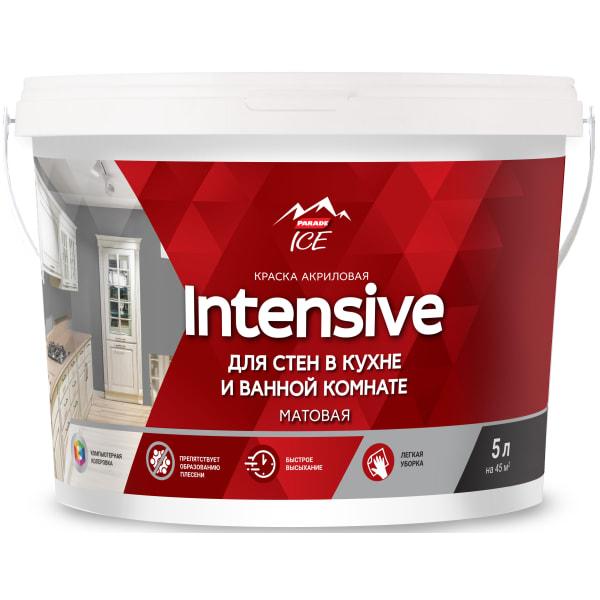 PARADE
ICE
КРАСКА АКРИЛОВАЯ
Intensive
ДЛЯ СТЕН В КУХНЕ
И ВАННОЙ КОМНАТЕ
МАТОВАЯ
КОМПЬЮТЕРНАЯ
КОЛЕРОВКА
ПРЕПЯТСТВУЕТ
ОБРАЗОВАНИЮ
ПЛЕСЕНИ
БЫСТРОЕ
ВЫСЫХАНИЕ
ЛЕГКАЯ
УБОРКА
5 л
на 45 м²